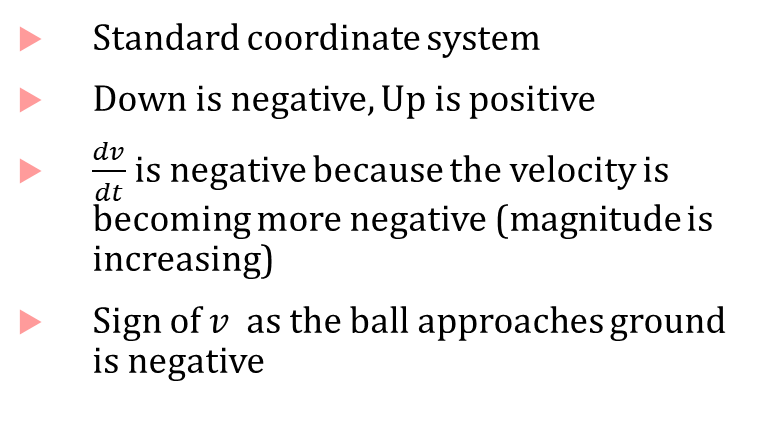 Standard coordinate system
Down is negative, Up is positive
dv/dt is negative because the velocity is
becoming more negative (magnitude is
increasing)
Sign of v as the ball approaches ground
is negative